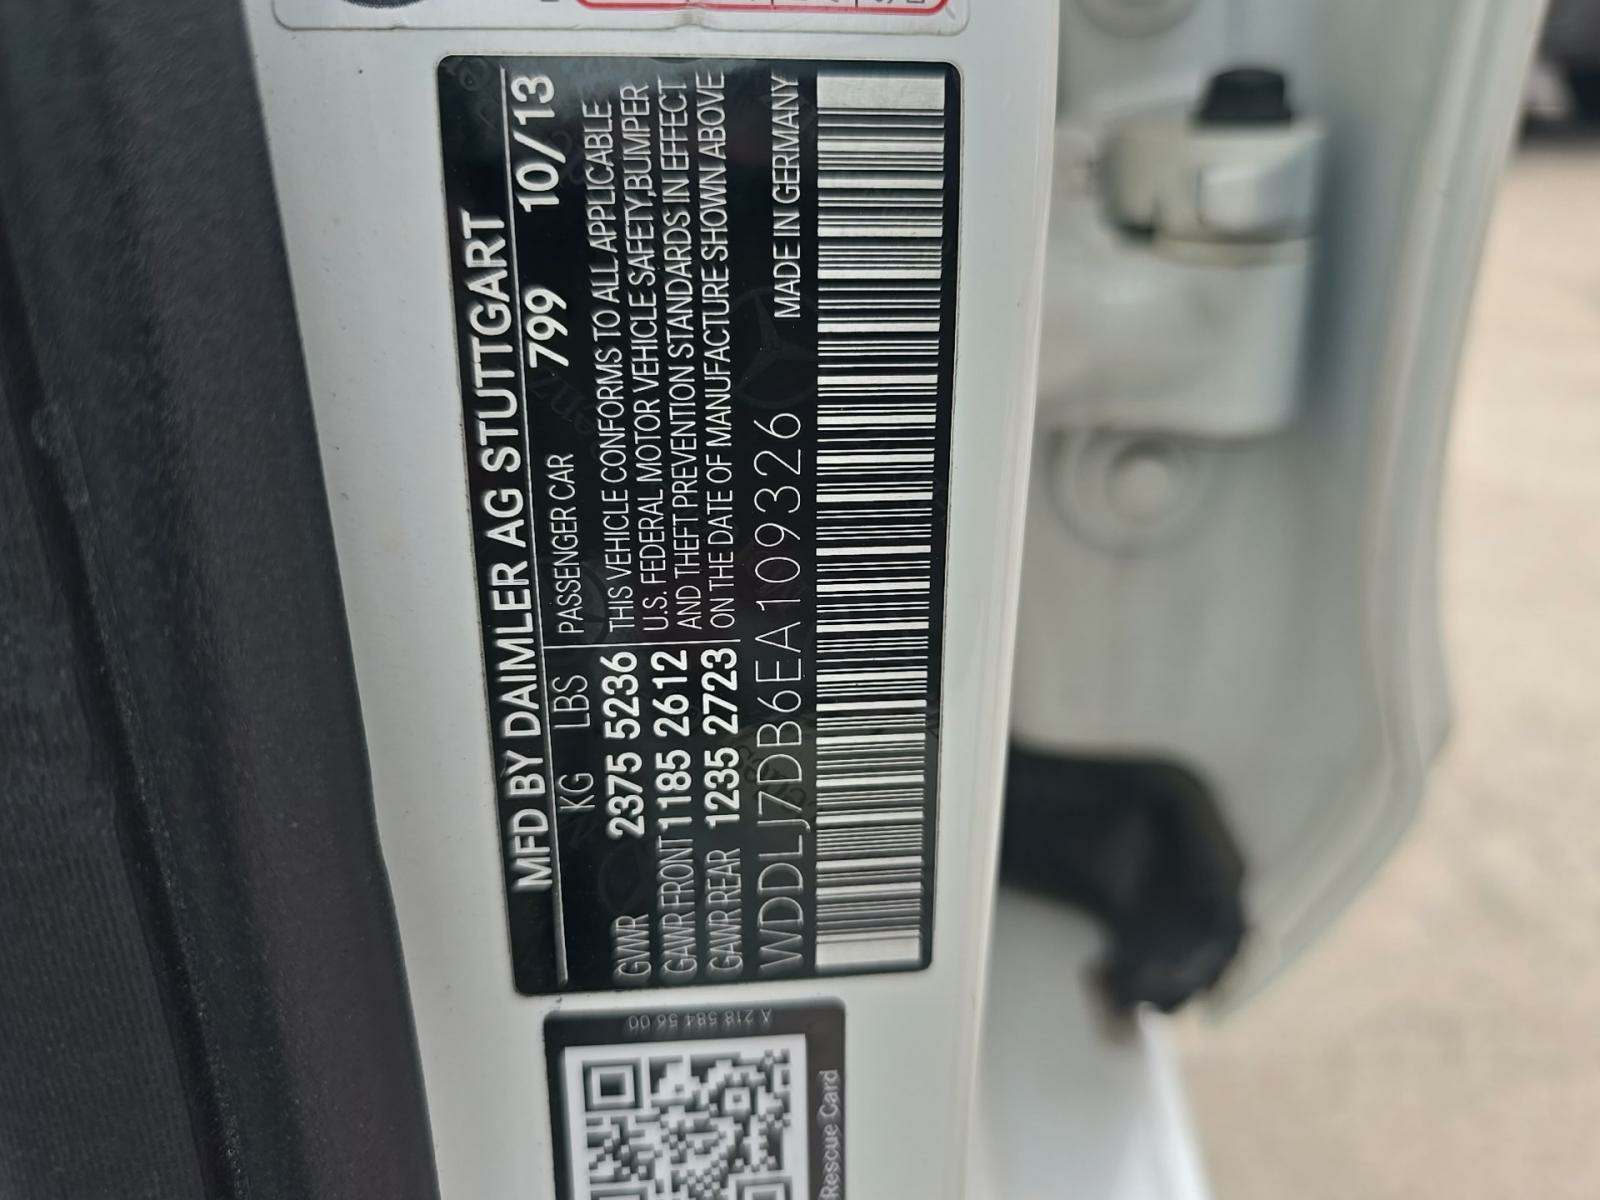 MFD BY DAIMLER AG STUTTGART
KG LBS PASSENGER CAR 799 10/13
GVWR 2375 5236 THIS VEHICLE CONFORMS TO ALL APPLICABLE
GAWR FRONT 1185 2612 U.S. FEDERAL MOTOR VEHICLE SAFETY,BUMPER
GAWR REAR 1235 2723 AND THEFT PREVENTION STANDARDS IN EFFECT
ON THE DATE OF MANUFACTURE SHOWN ABOVE
WDDLJ7DB6EA109326 MADE IN GERMANY
A 218 584 56 00
Rescue Card